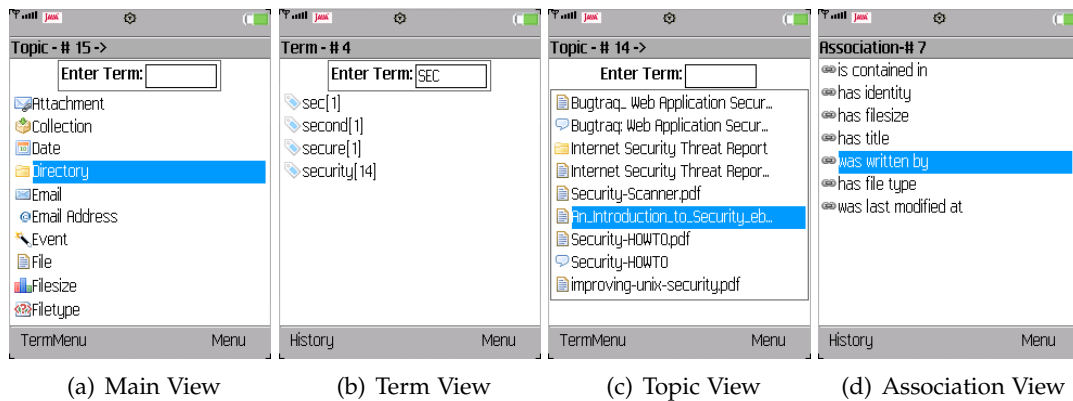 JAVA
Topic - # 15 ->
Enter Term:
Attachment
Collection
Date
Directory
Email
Email Address
Event
File
Filesize
Filetype
TermMenu Menu
(a) Main View
JAVA
Term - # 4
Enter Term: SEC
sec[1]
second[1]
secure[1]
security[14]
History Menu
(b) Term View
JAVA
Topic - # 14 ->
Enter Term:
Bugtraq_ Web Application Secur...
Bugtraq: Web Application Secur...
Internet Security Threat Report
Internet Security Threat Repor...
Security-Scanner.pdf
An_Introduction_to_Security_eb...
Security-HOWTO.pdf
Security-HOWTO
improving-unix-security.pdf
TermMenu Menu
(c) Topic View
JAVA
Association-# 7
is contained in
has identity
has filesize
has title
was written by
has file type
was last modified at
History Menu
(d) Association View